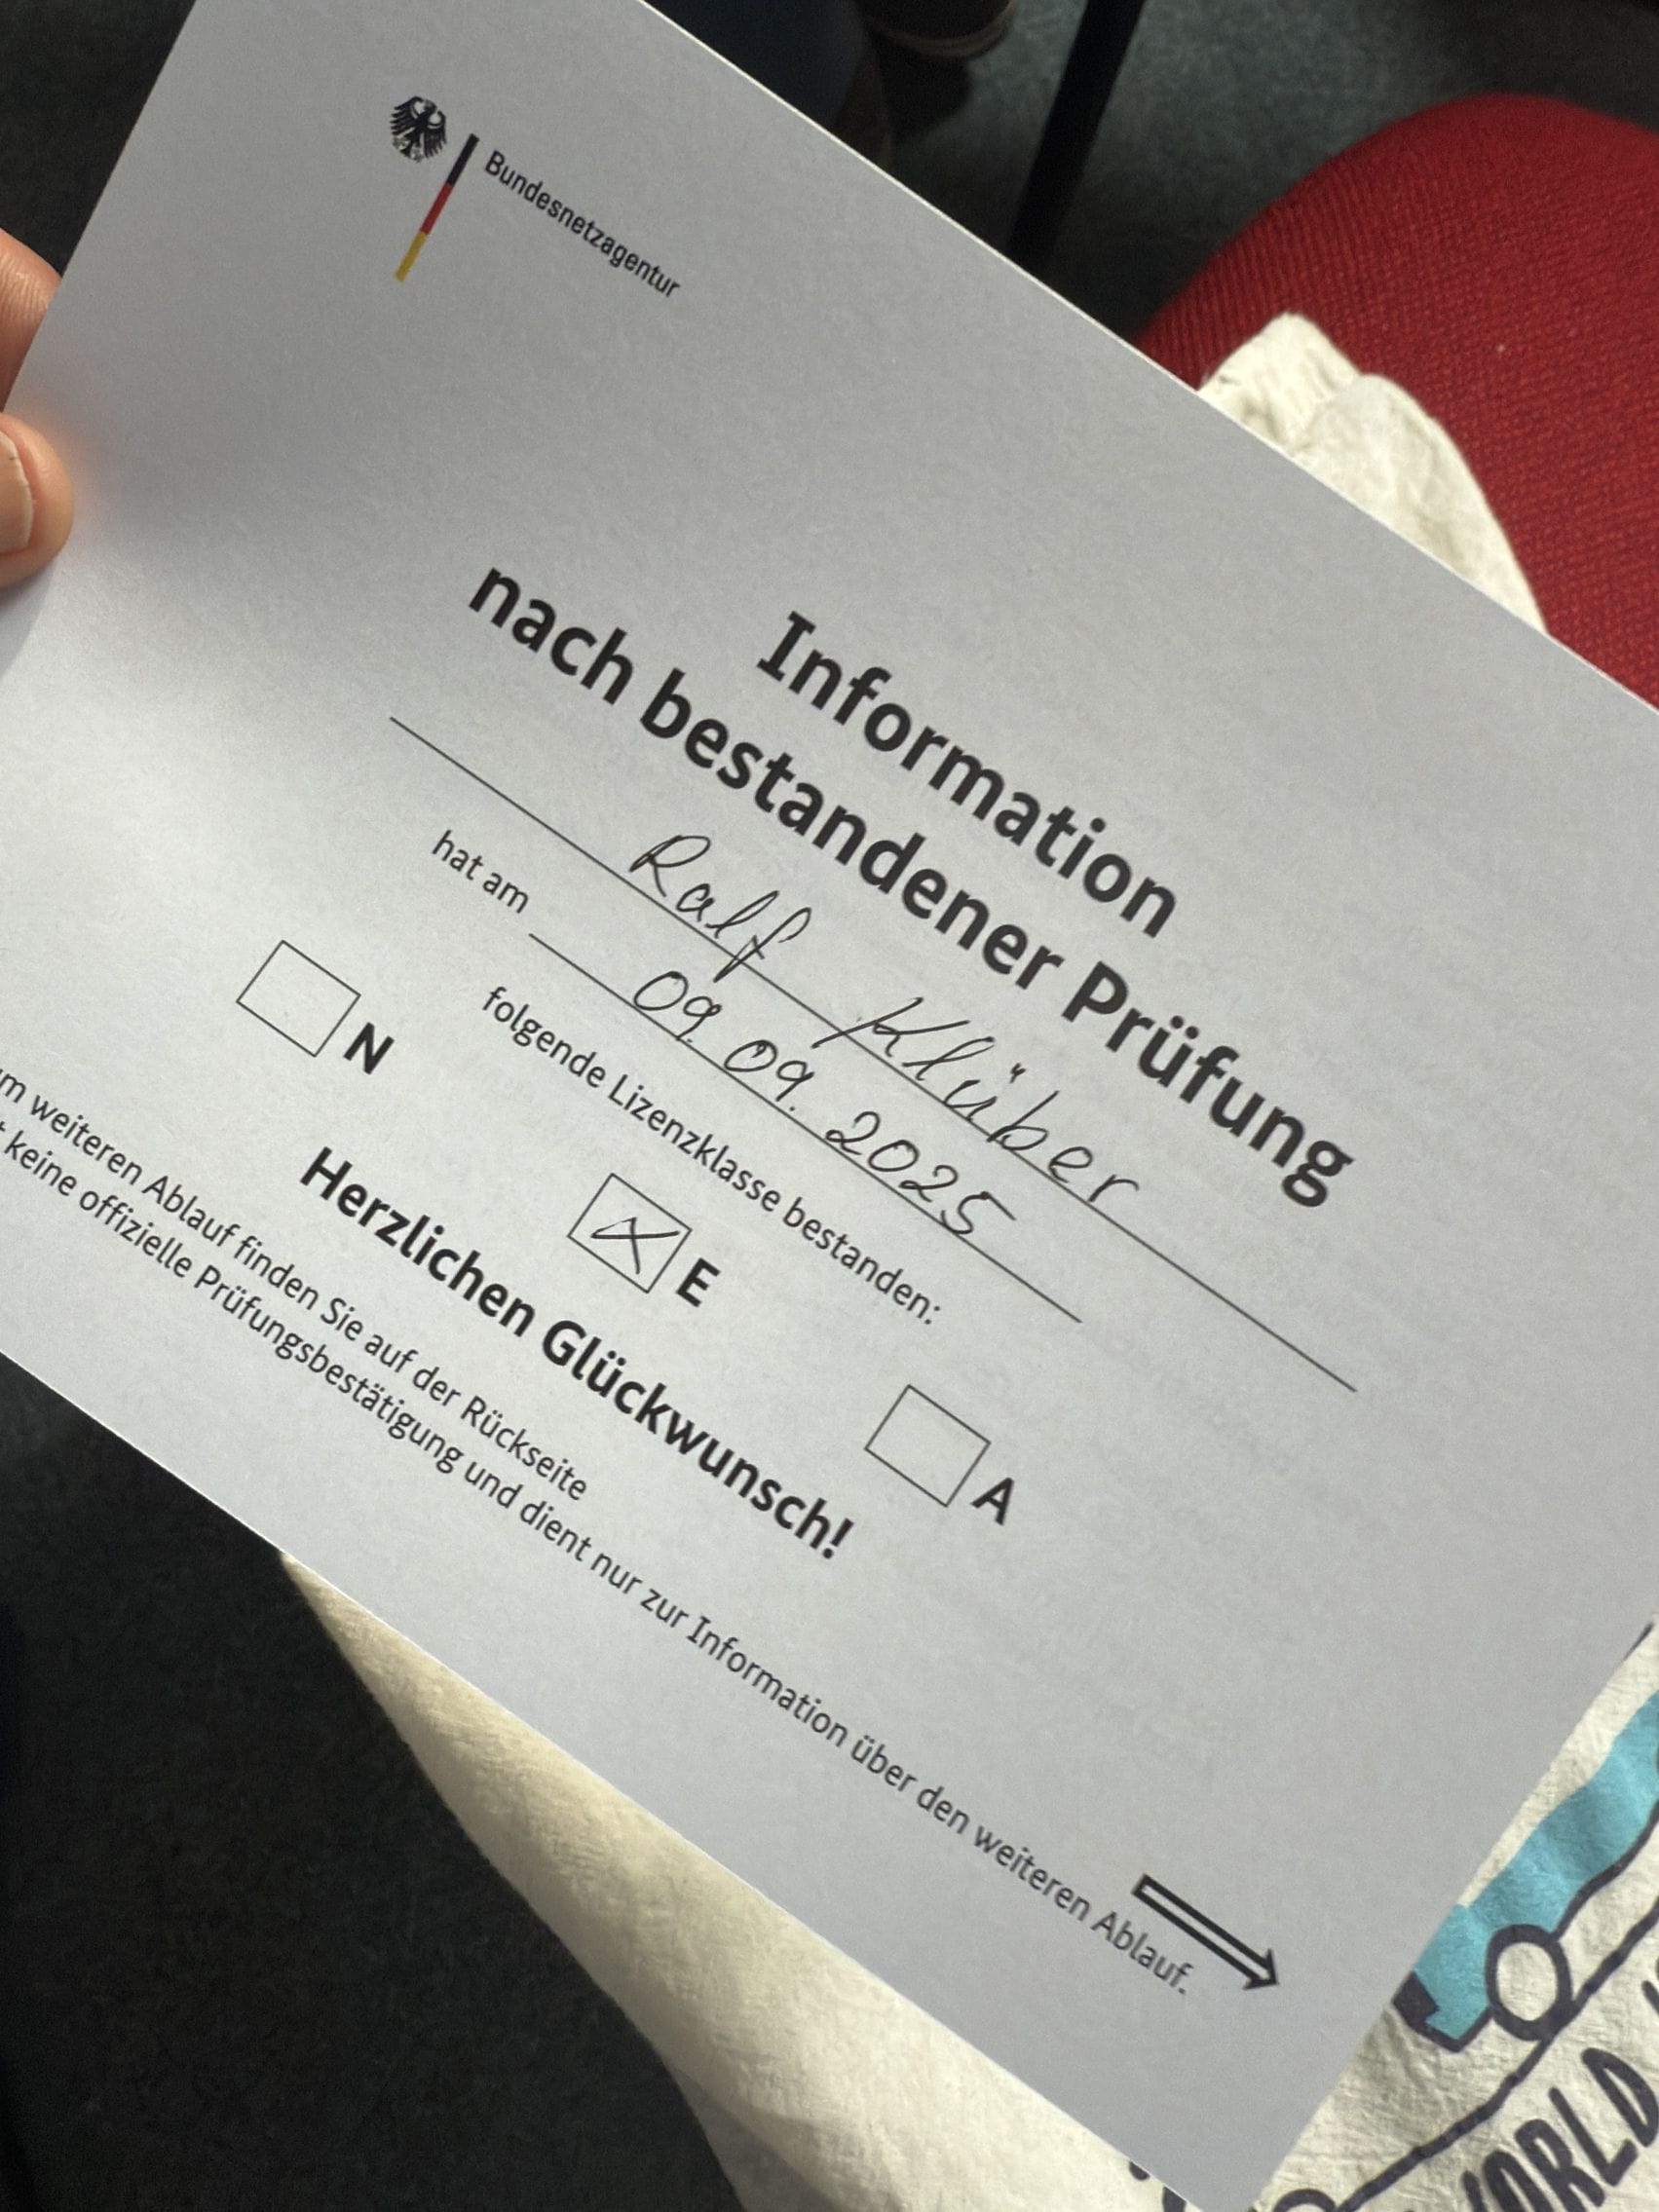 Bundesnetzagentur
Information
nach bestandener Prüfung
Ralf Klüber
hat am 09.09.2025
folgende Lizenzklasse bestanden:
N E A
Herzlichen Glückwunsch!
weiteren Ablauf finden Sie auf der Rückseite
keine offizielle Prüfungsbestätigung und dient nur zur Information über den weiteren Ablauf.